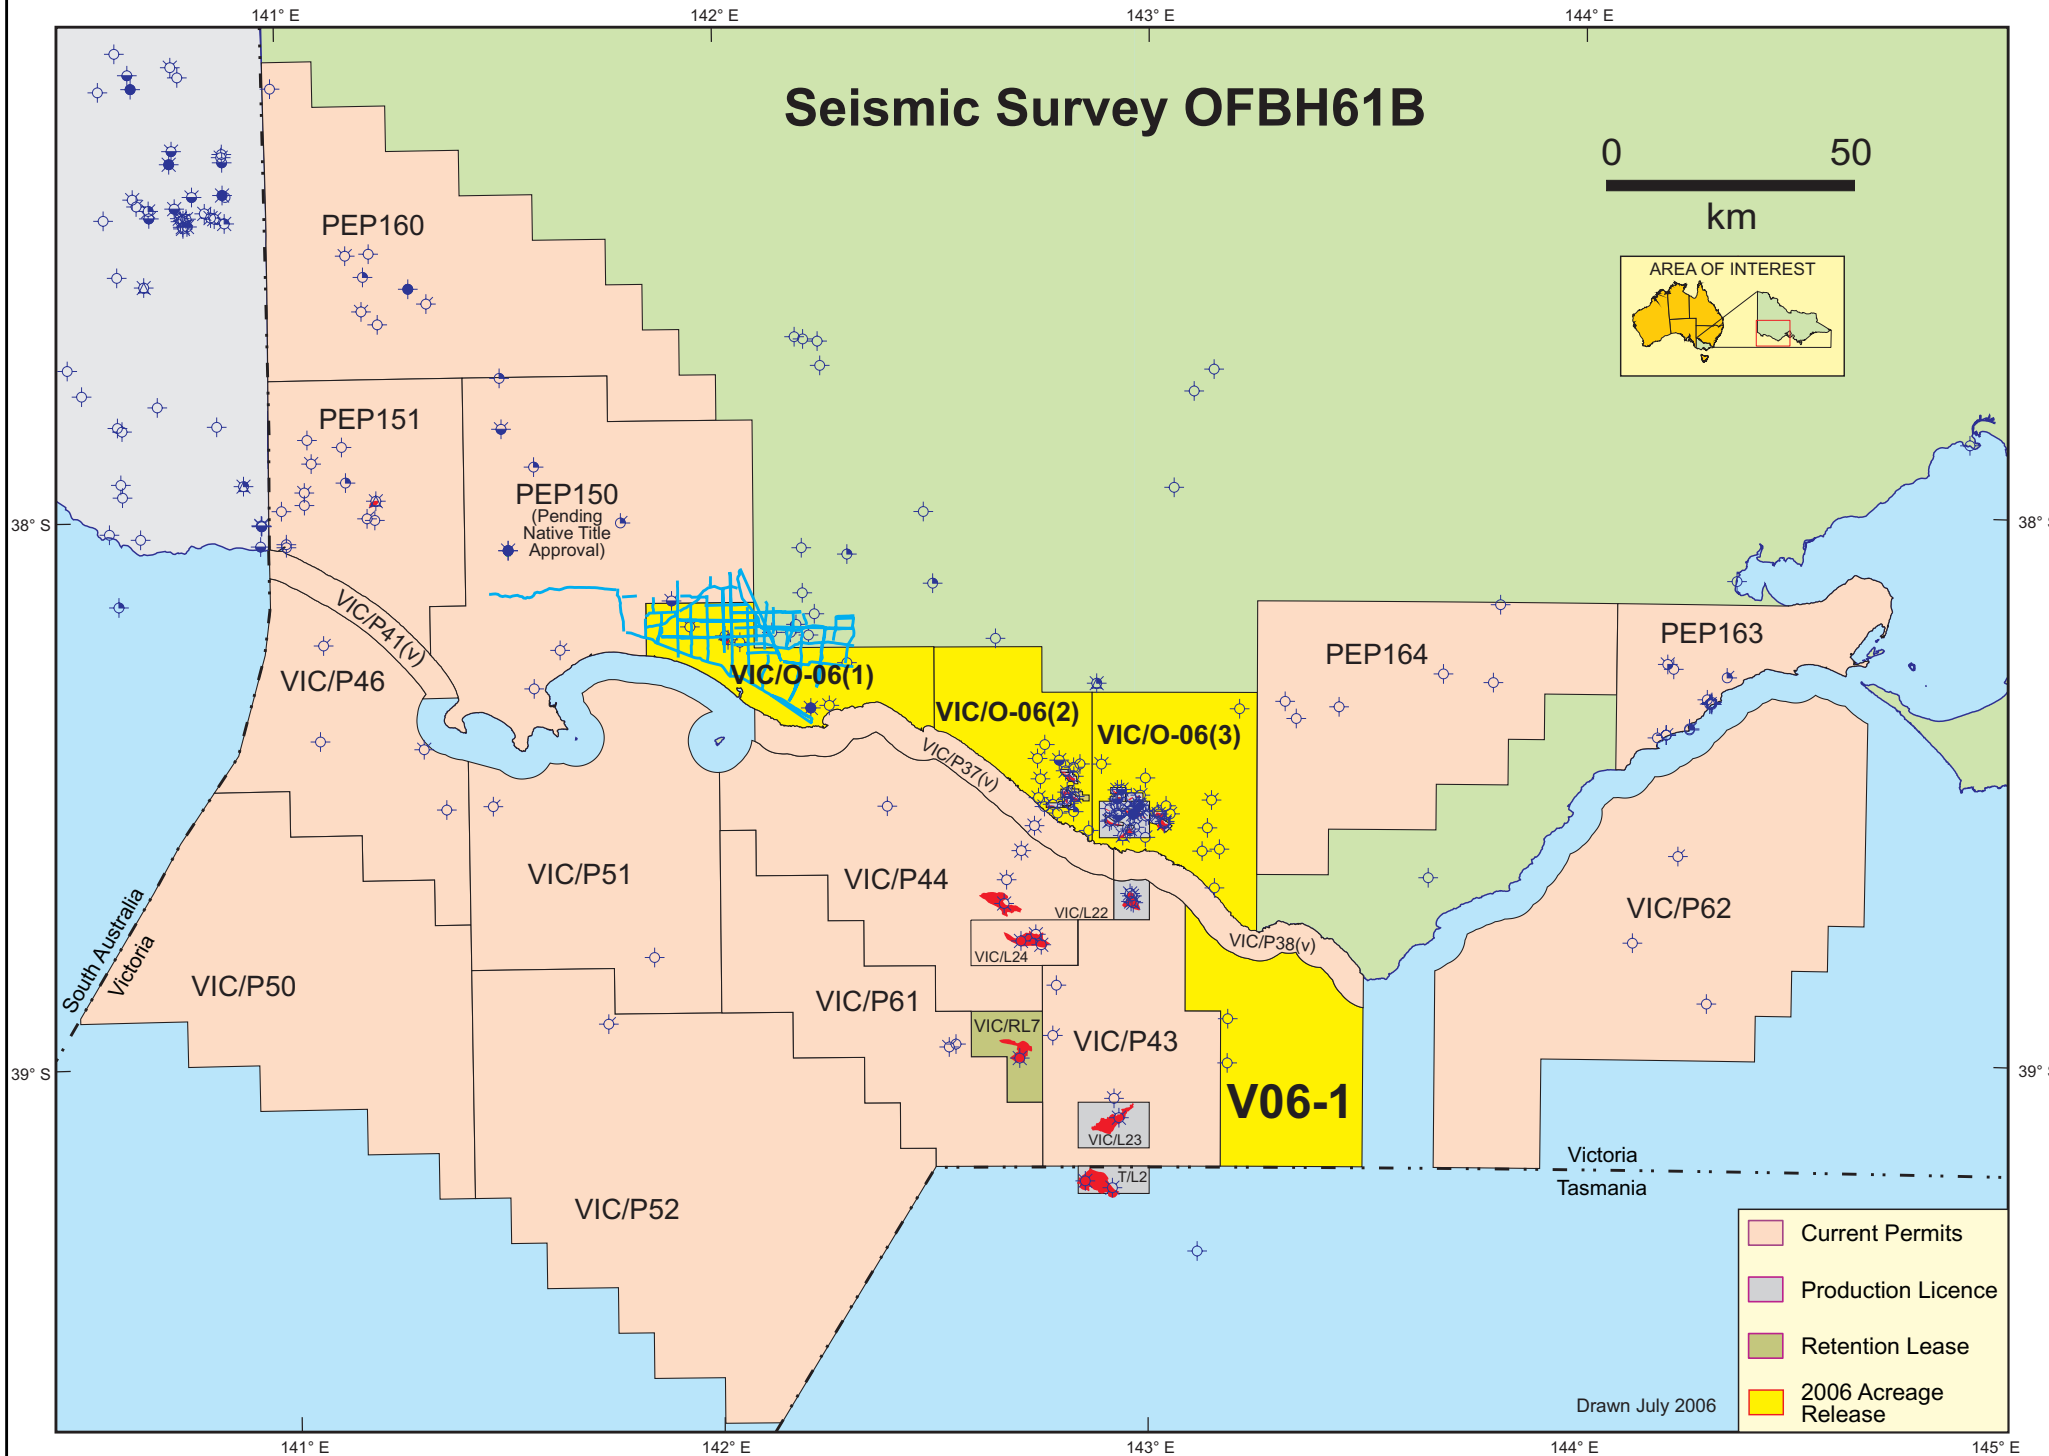 141° E
142° E
143° E
144° E
Seismic Survey OFBH61B
0
50
km
AREA OF INTEREST
PEP160
PEP151
PEP150
(Pending
Native Title
Approval)
38° S
38° S
VIC/P41(v)
VIC/P46
VIC/O-06(1)
VIC/O-06(2)
VIC/O-06(3)
PEP164
PEP163
VIC/P37(v)
VIC/P51
VIC/P44
VIC/L22
VIC/P62
VIC/P38(v)
VIC/L24
South Australia
Victoria
VIC/P50
VIC/P61
VIC/RL7
VIC/P43
39° S
39° S
V06-1
VIC/L23
T/L2
Victoria
Tasmania
VIC/P52
Current Permits
Production Licence
Retention Lease
2006 Acreage
Release
Drawn July 2006
141° E
142° E
143° E
144° E
145° E